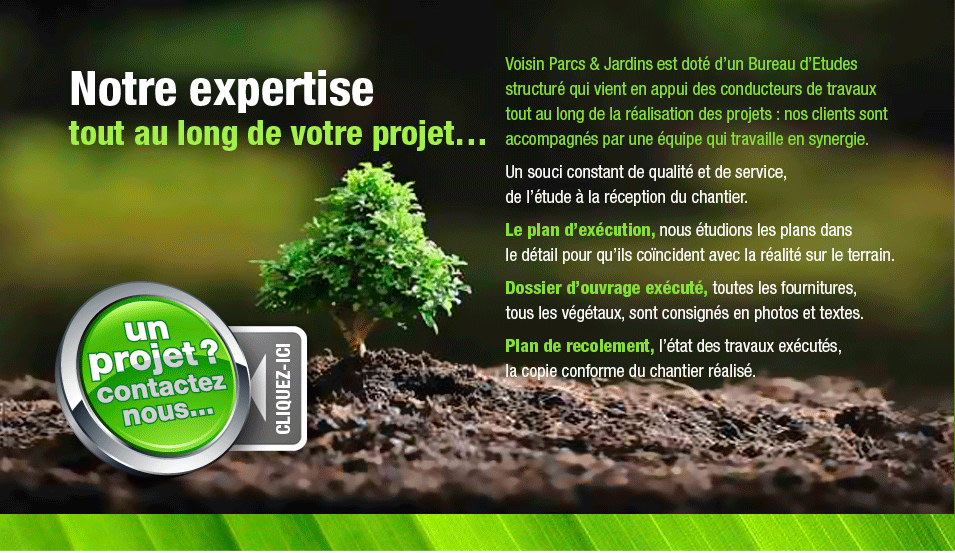 Notre expertise
tout au long de votre projet...
Voisin Parcs & Jardins est doté d'un Bureau d'Etudes
structuré qui vient en appui des conducteurs de travaux
tout au long de la réalisation des projets : nos clients sont
accompagnés par une équipe qui travaille en synergie.
Un souci constant de qualité et de service,
de l'étude à la réception du chantier.
Le plan d'exécution, nous étudions les plans dans
le détail pour qu'ils coïncident avec la réalité sur le terrain.
Dossier d'ouvrage exécuté, toutes les fournitures,
tous les végétaux, sont consignés en photos et textes.
Plan de recolement, l'état des travaux exécutés,
la copie conforme du chantier réalisé.
un
projet ?
contactez
nous...
CLIQUEZ-ICI